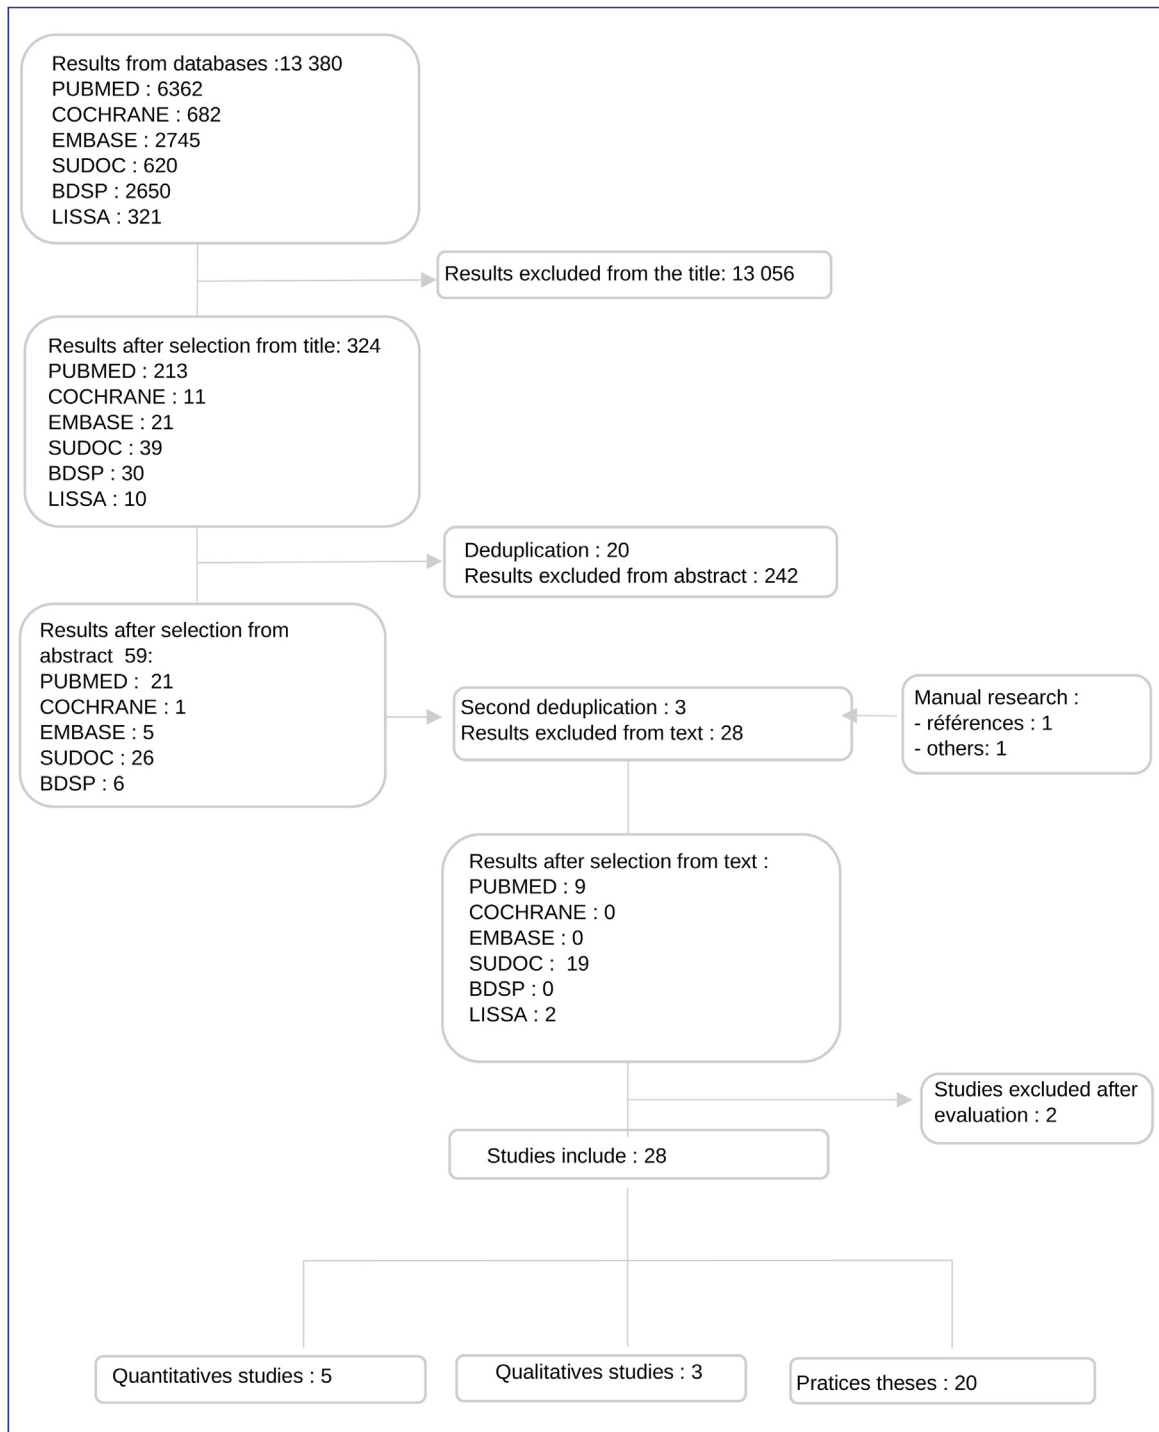 Results from databases :13 380
PUBMED : 6362
COCHRANE : 682
EMBASE : 2745
SUDOC : 620
BDSP : 2650
LISSA : 321
Results excluded from the title: 13 056
Results after selection from title: 324
PUBMED : 213
COCHRANE : 11
EMBASE : 21
SUDOC : 39
BDSP : 30
LISSA : 10
Deduplication : 20
Results excluded from abstract : 242
Results after selection from
abstract 59:
PUBMED : 21
COCHRANE : 1
EMBASE : 5
SUDOC : 26
BDSP : 6
Second deduplication : 3
Results excluded from text : 28
Manual research :
- références : 1
- others: 1
Results after selection from text :
PUBMED : 9
COCHRANE : 0
EMBASE : 0
SUDOC : 19
BDSP : 0
LISSA : 2
Studies excluded after
evaluation : 2
Studies include : 28
Quantitatives studies : 5
Qualitatives studies : 3
Pratices theses : 20